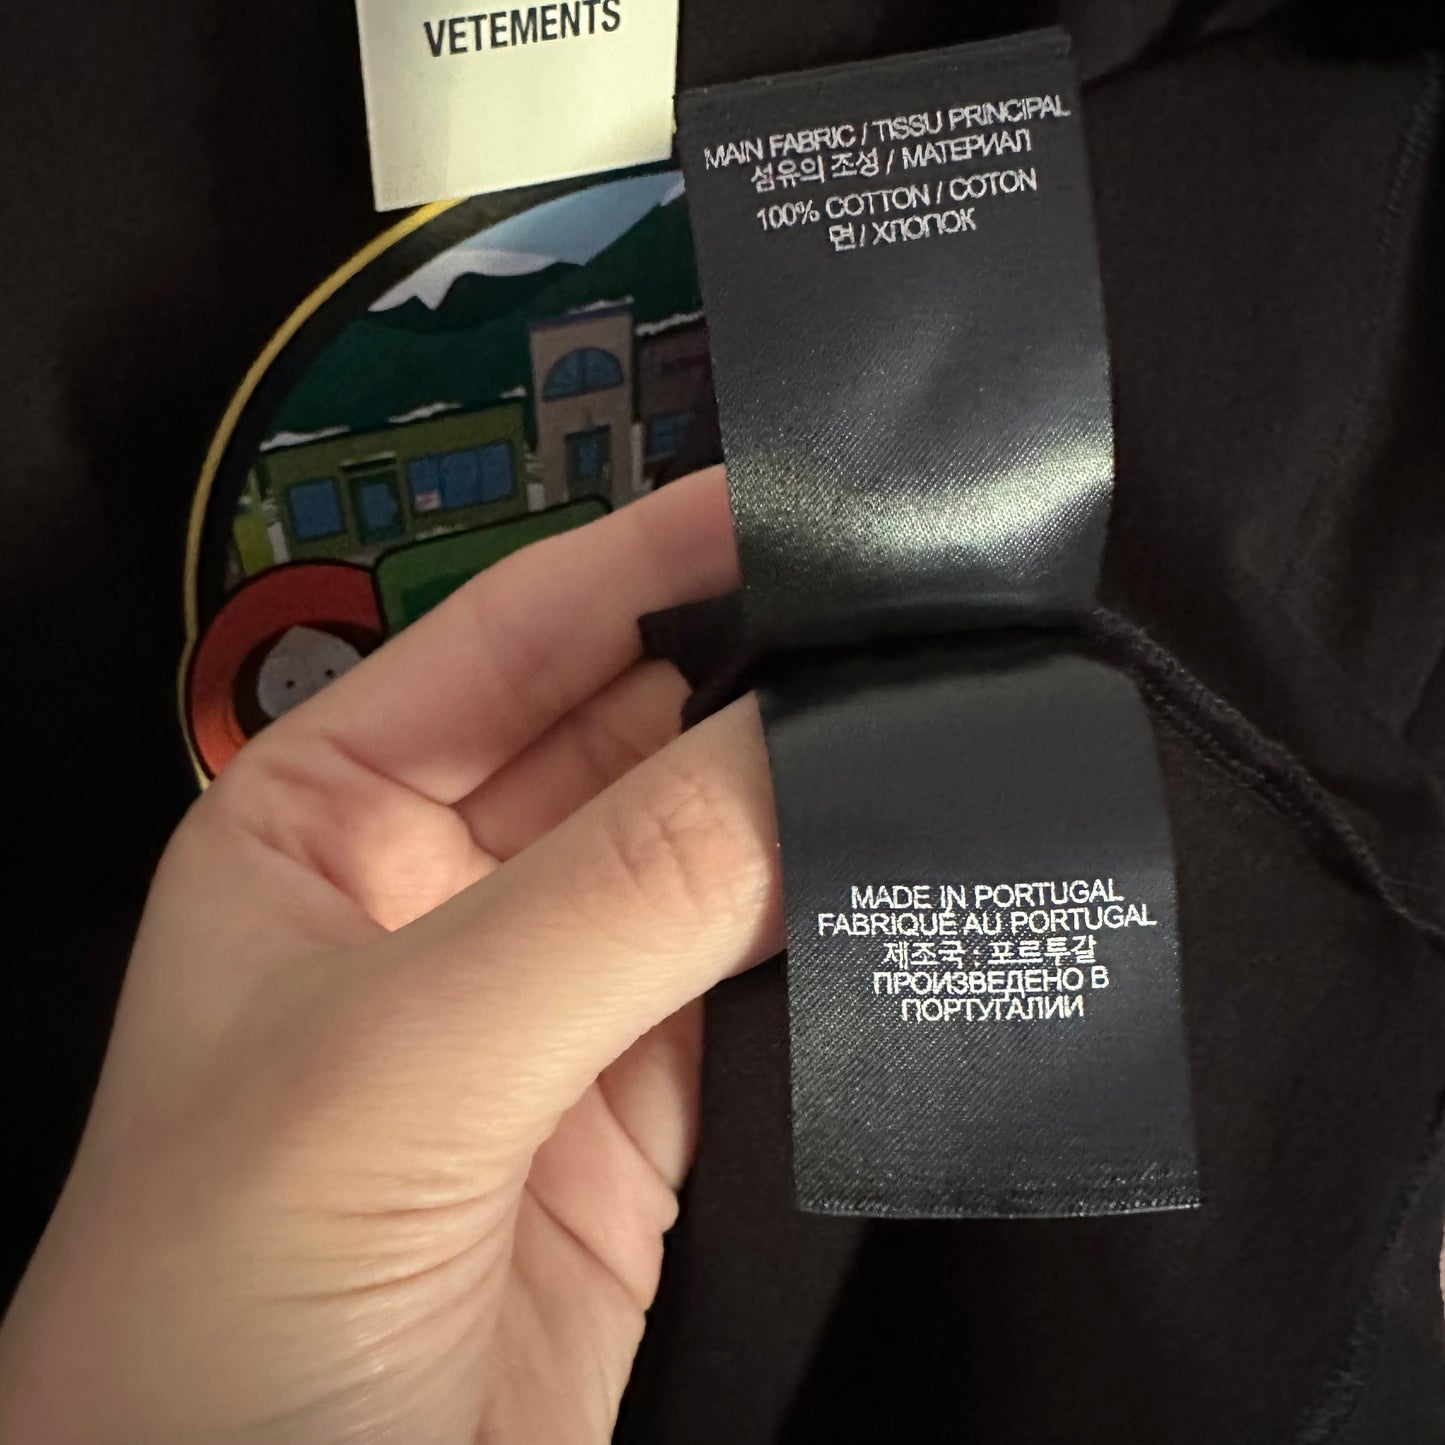 VETEMENTS
MAIN FABRIC / TISSU PRINCIPAL
섬유의 조성 / МАТЕРИАЛ
100% COTTON / COTON
면 / ХЛОПОК
MADE IN PORTUGAL
FABRIQUE AU PORTUGAL
제조국 : 포르투갈
ПРОИЗВЕДЕНО В
ПОРТУГАЛИИ